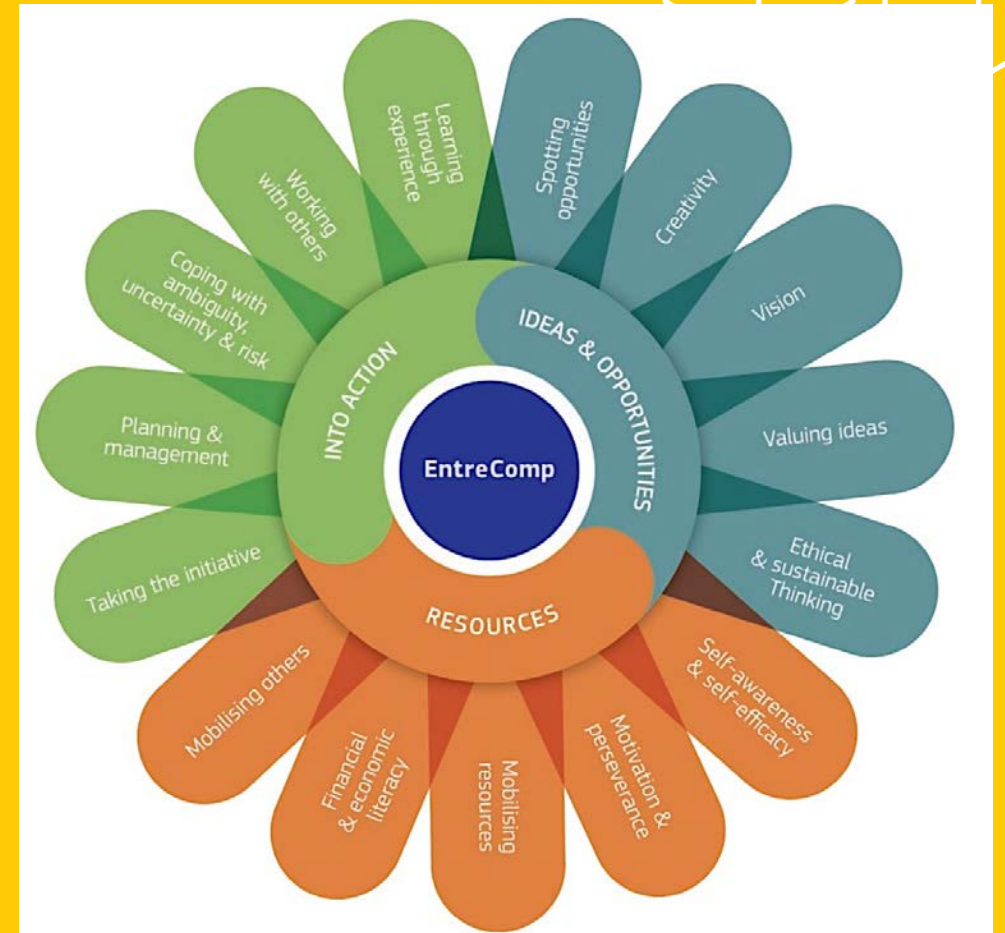 EntreComp
IDEAS & OPPORTUNITIES
Spotting
opportunities
Creativity
Vision
Valuing ideas
Ethical
& sustainable
Thinking
RESOURCES
Self-awareness
& self-efficacy
Motivation &
perseverance
Mobilising
resources
Financial
& economic
literacy
Mobilising others
INTO ACTION
Taking the initiative
Planning &
management
Coping with
ambiguity,
uncertainty & risk
Working
with others
Learning
through
experience